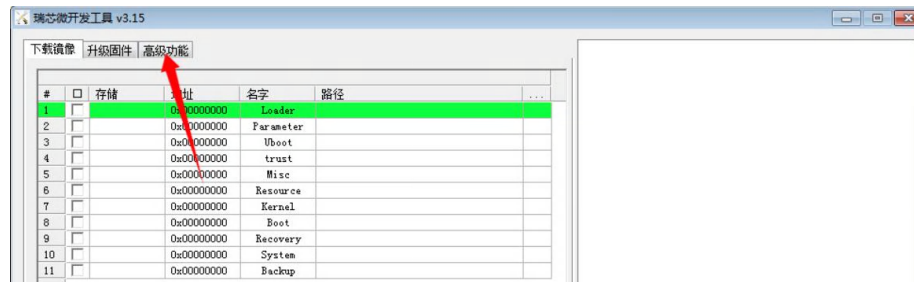 瑞芯微开发工具 v3.15
下载镜像 升级固件 高级功能
# 存储 地址 名字 路径 ...
1 0x00000000 Loader
2 0x00000000 Parameter
3 0x00000000 Uboot
4 0x00000000 trust
5 0x00000000 Misc
6 0x00000000 Resource
7 0x00000000 Kernel
8 0x00000000 Boot
9 0x00000000 Recovery
10 0x00000000 System
11 0x00000000 Backup